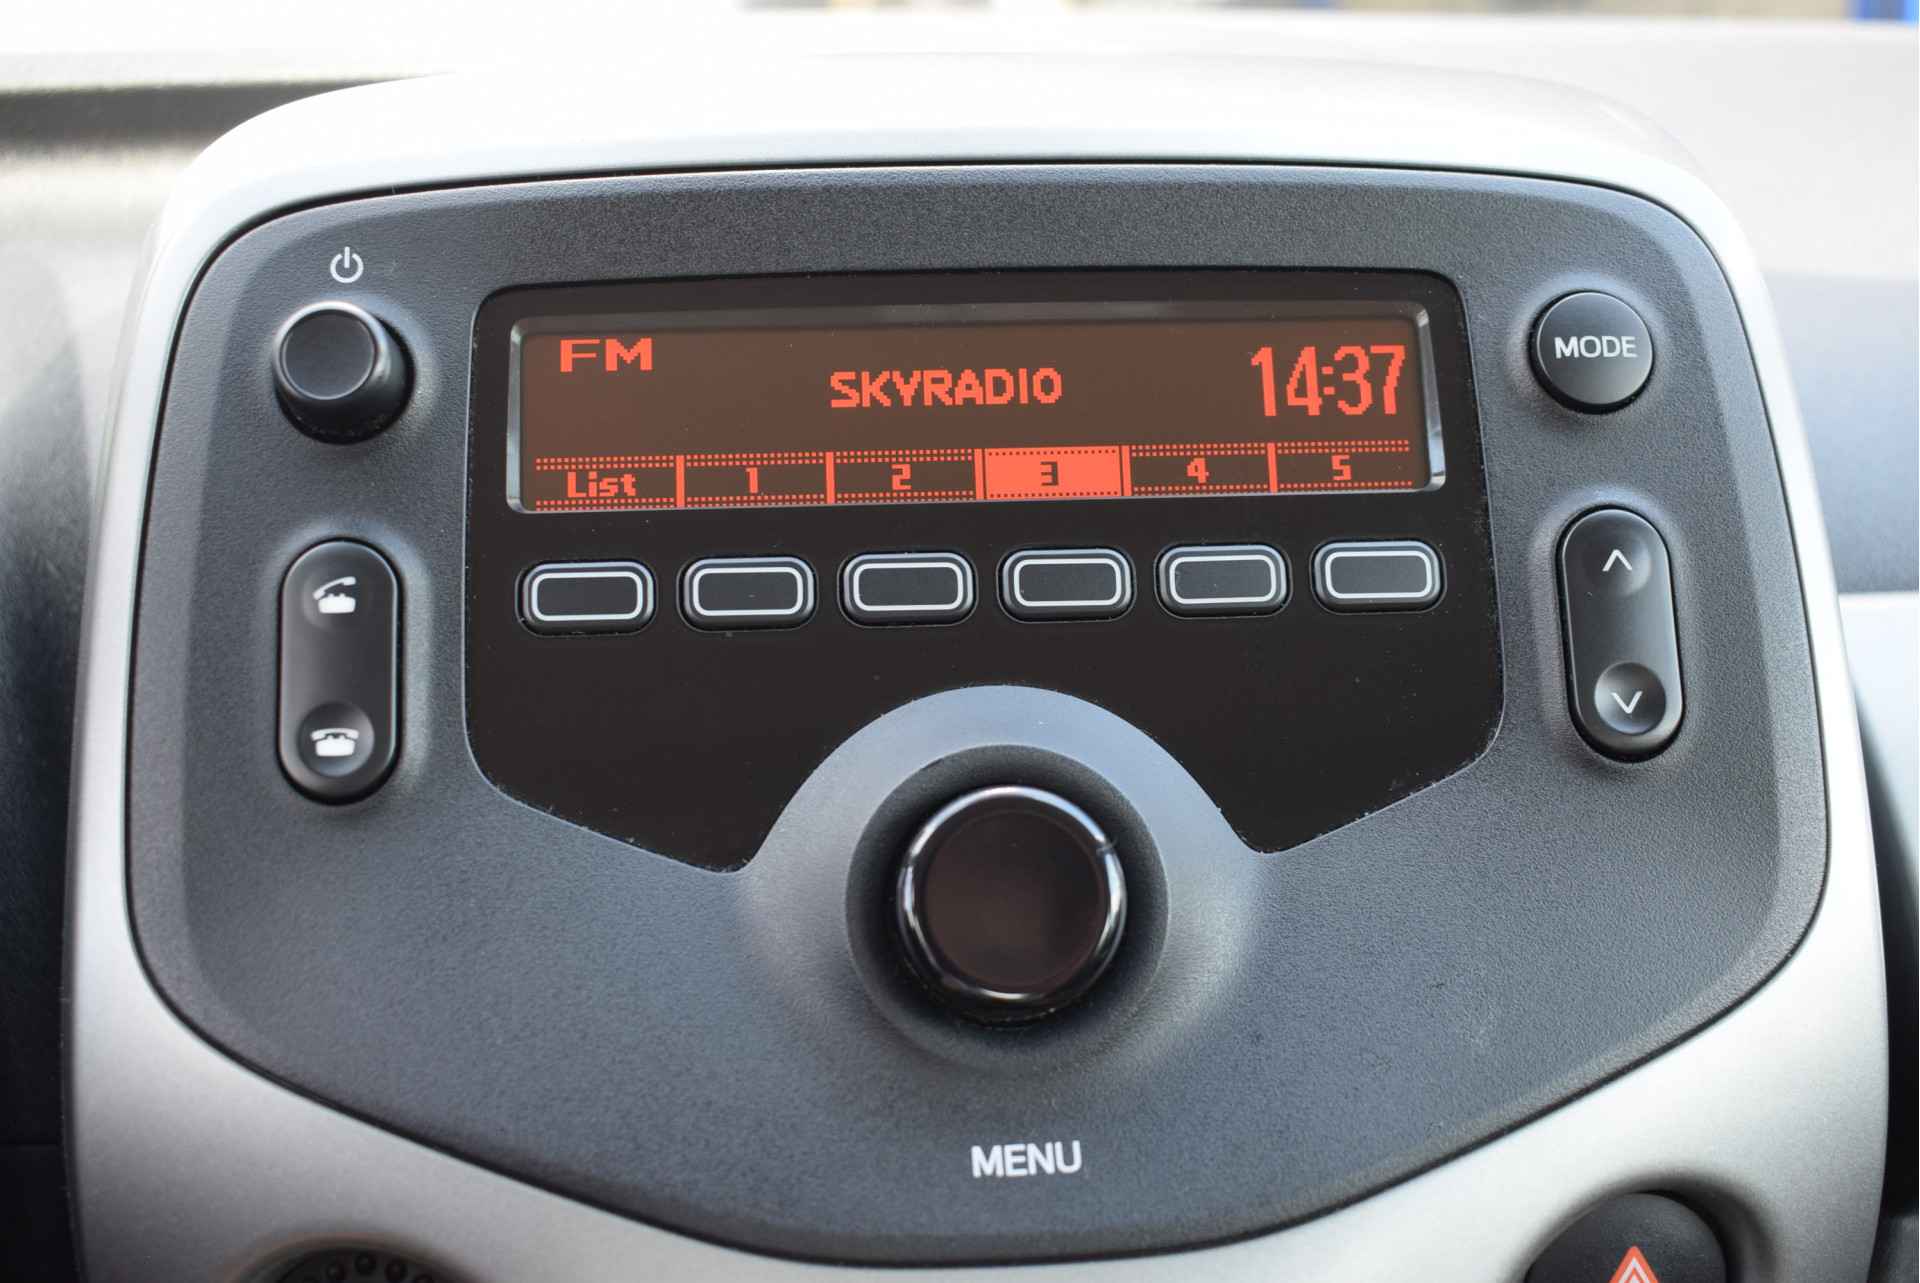 FM SKYRADIO 14:37
List 1 2 3 4 5
MODE
MENU